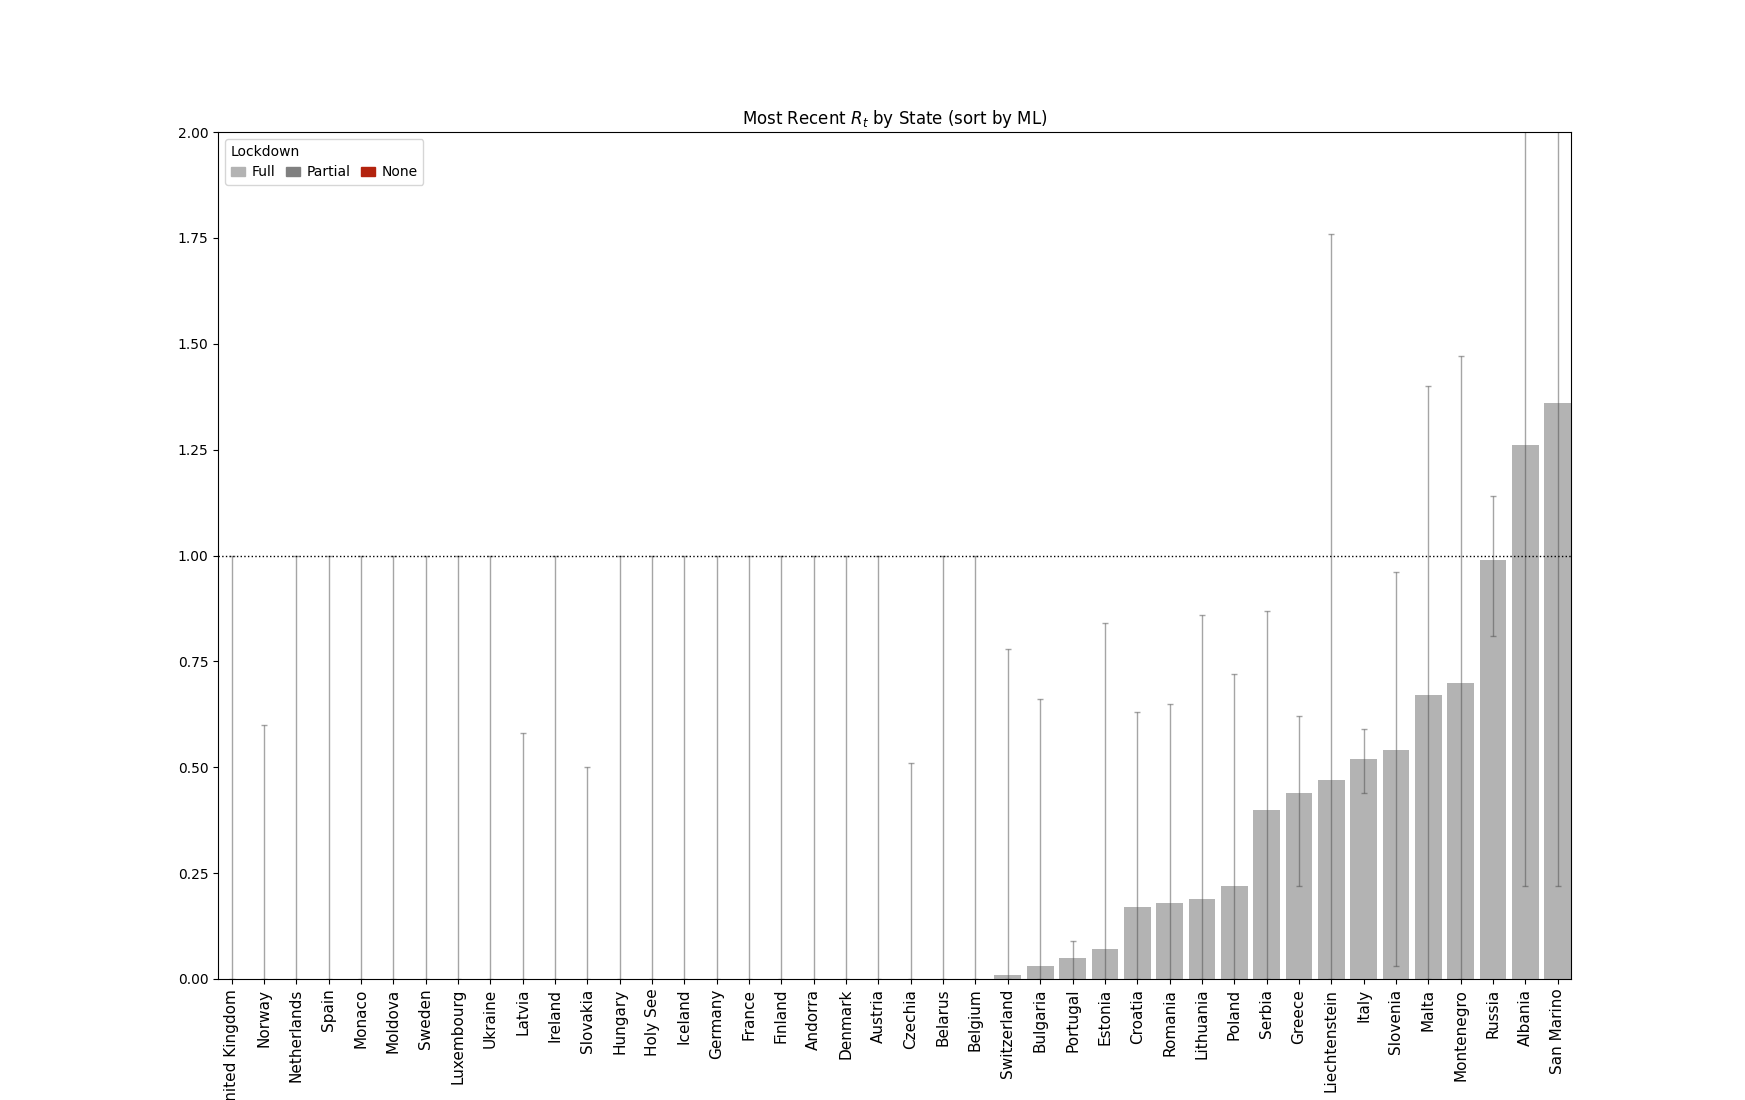 Most Recent Rt by State (sort by ML)
Lockdown
Full Partial None
2.00
1.75
1.50
1.25
1.00
0.75
0.50
0.25
0.00
nited Kingdom
Norway
Netherlands
Spain
Monaco
Moldova
Sweden
Luxembourg
Ukraine
Latvia
Ireland
Slovakia
Hungary
Holy See
Iceland
Germany
France
Finland
Andorra
Denmark
Austria
Czechia
Belarus
Belgium
Switzerland
Bulgaria
Portugal
Estonia
Croatia
Romania
Lithuania
Poland
Serbia
Greece
Liechtenstein
Italy
Slovenia
Malta
Montenegro
Russia
Albania
San Marino